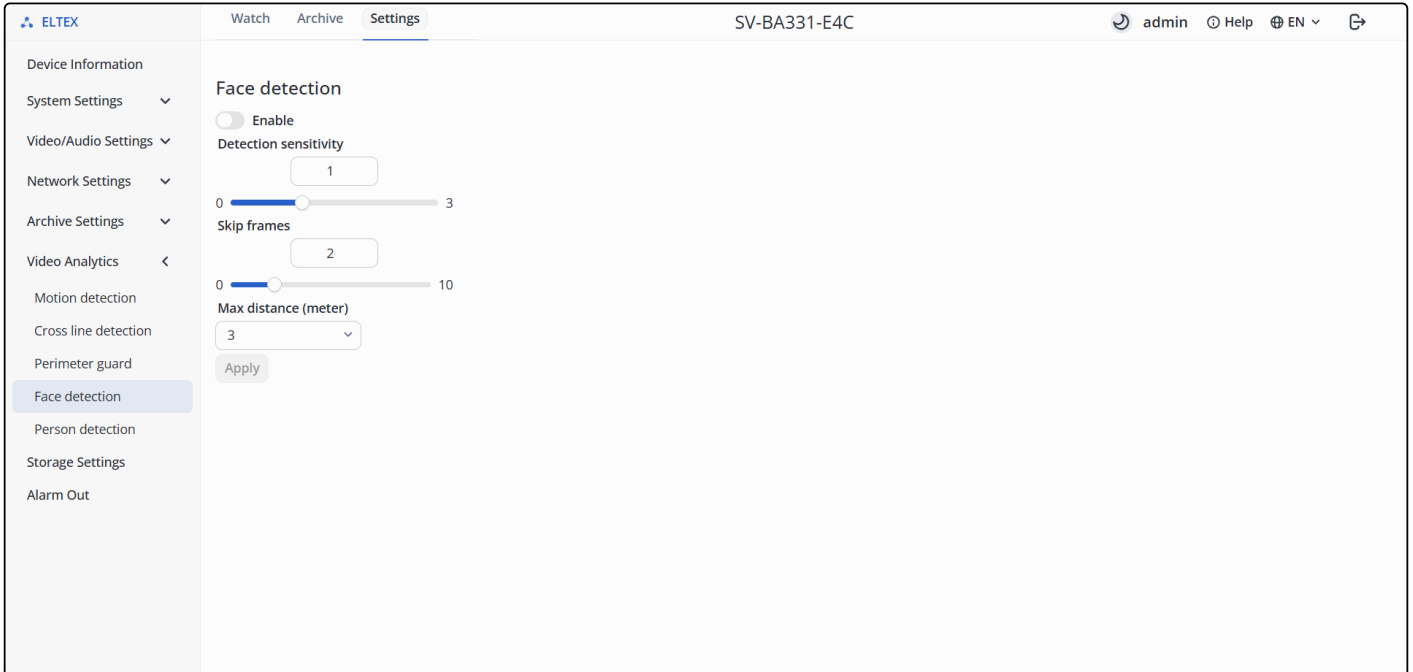 ELTEX
Watch Archive Settings
SV-BA331-E4C
admin Help EN
Device Information
System Settings
Video/Audio Settings
Network Settings
Archive Settings
Video Analytics
Motion detection
Cross line detection
Perimeter guard
Face detection
Person detection
Storage Settings
Alarm Out
Face detection
Enable
Detection sensitivity
1
0 3
Skip frames
2
0 10
Max distance (meter)
3
Apply